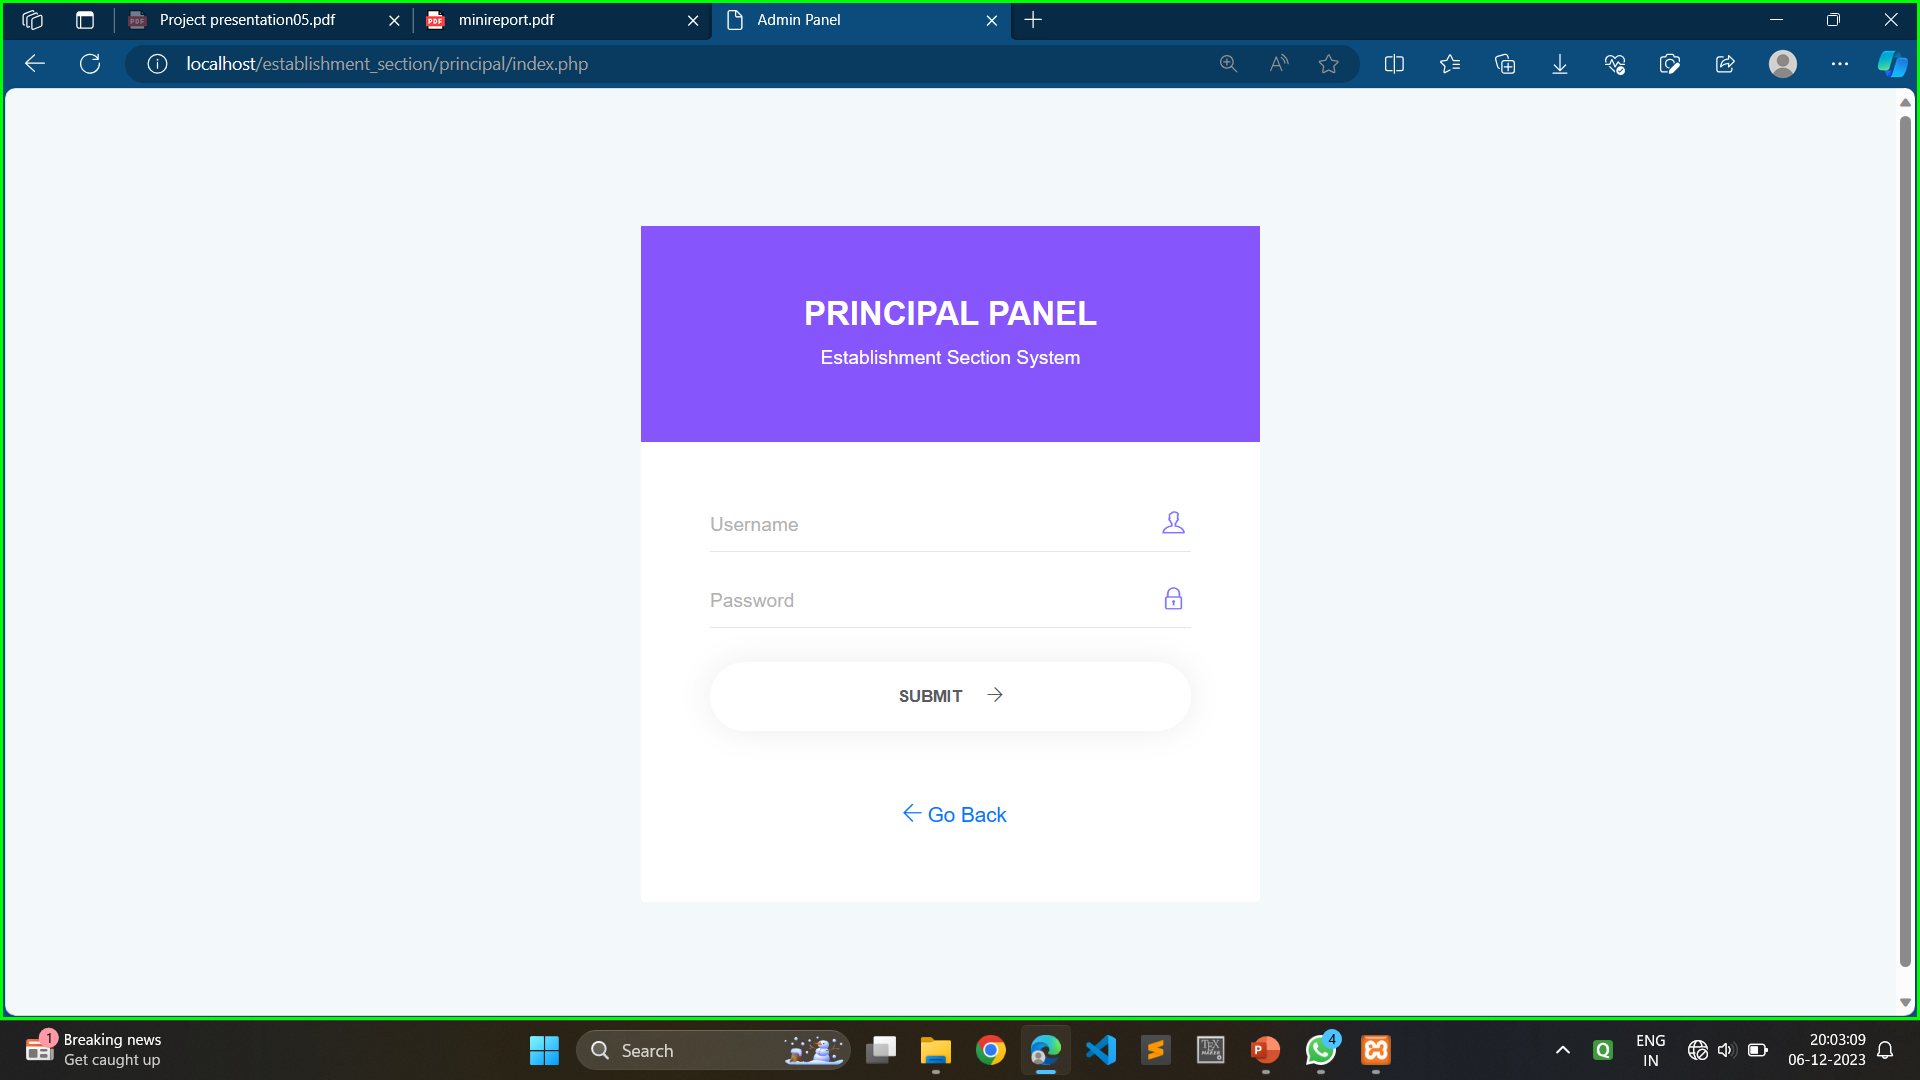 Project presentation05.pdf
minireport.pdf
Admin Panel
localhost/establishment_section/principal/index.php
PRINCIPAL PANEL
Establishment Section System
Username
Password
SUBMIT
Go Back
1
Breaking news
Get caught up
Search
4
ENG
IN
20:03:09
06-12-2023